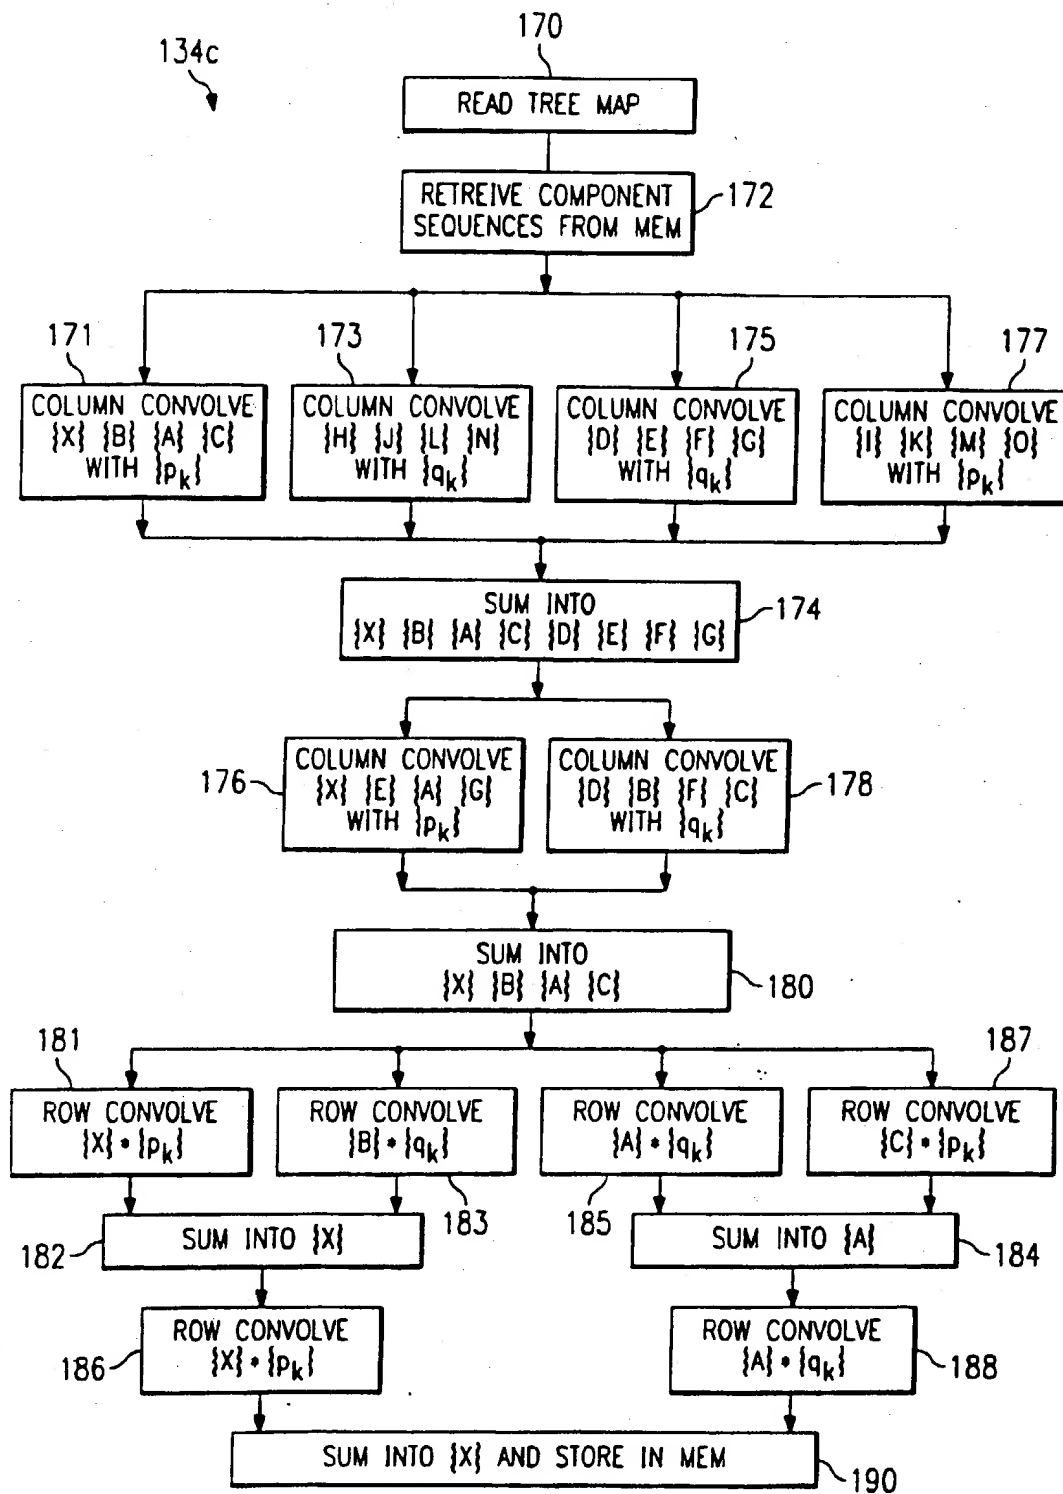 134c
170
READ TREE MAP
RETREIVE COMPONENT
SEQUENCES FROM MEM
172
171
173
175
177
COLUMN CONVOLVE
{X} {B} {A} {C}
WITH {pk}
COLUMN CONVOLVE
{H} {J} {L} {N}
WITH {qk}
COLUMN CONVOLVE
{D} {E} {F} {G}
WITH {qk}
COLUMN CONVOLVE
{I} {K} {M} {O}
WITH {pk}
SUM INTO
{X} {B} {A} {C} {D} {E} {F} {G}
174
176
COLUMN CONVOLVE
{X} {E} {A} {G}
WITH {pk}
COLUMN CONVOLVE
{D} {B} {F} {C}
WITH {qk}
178
SUM INTO
{X} {B} {A} {C}
180
181
187
ROW CONVOLVE
{X} * {pk}
ROW CONVOLVE
{B} * {qk}
ROW CONVOLVE
{A} * {qk}
ROW CONVOLVE
{C} * {pk}
183
185
182
SUM INTO {X}
SUM INTO {A}
184
186
ROW CONVOLVE
{X} * {pk}
ROW CONVOLVE
{A} * {qk}
188
SUM INTO {X} AND STORE IN MEM
190